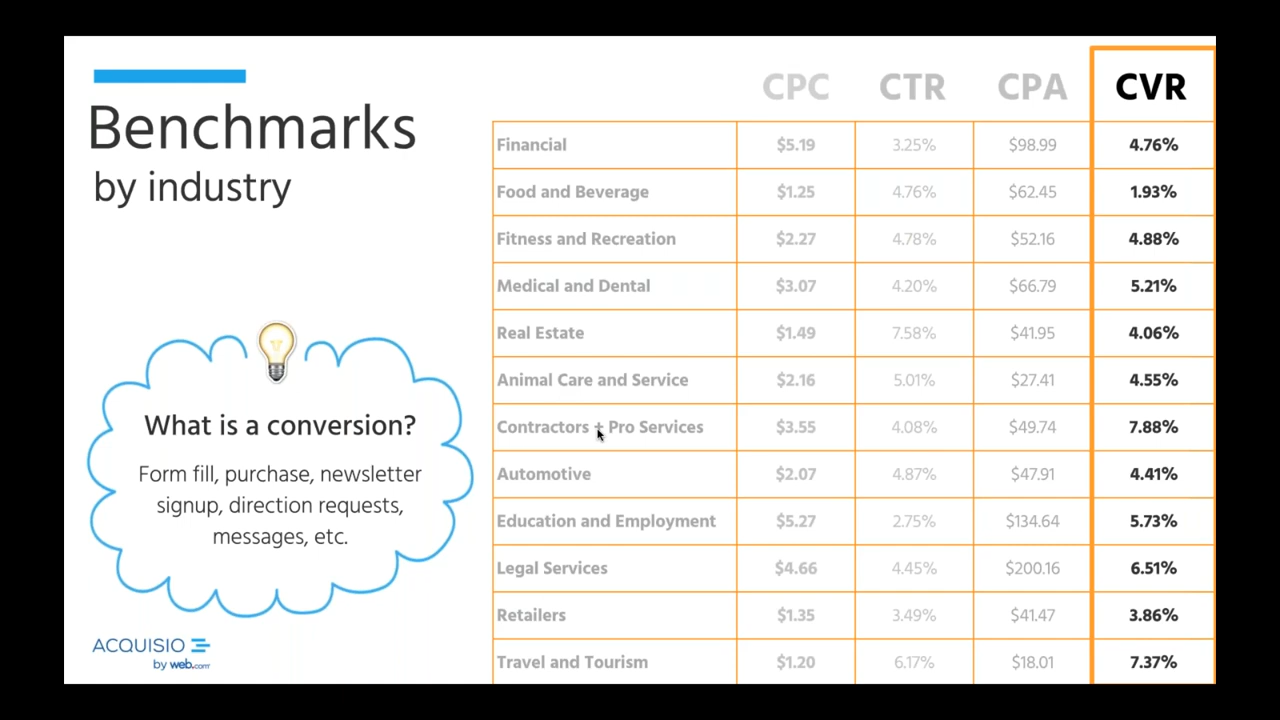 Benchmarks
by industry
What is a conversion?
Form fill, purchase, newsletter
signup, direction requests,
messages, etc.
ACQUISIO
by web.com
CPC CTR CPA CVR
Financial $5.19 3.25% $98.99 4.76%
Food and Beverage $1.25 4.76% $62.45 1.93%
Fitness and Recreation $2.27 4.78% $52.16 4.88%
Medical and Dental $3.07 4.20% $66.79 5.21%
Real Estate $1.49 7.58% $41.95 4.06%
Animal Care and Service $2.16 5.01% $27.41 4.55%
Contractors + Pro Services $3.55 4.08% $49.74 7.88%
Automotive $2.07 4.87% $47.91 4.41%
Education and Employment $5.27 2.75% $134.64 5.73%
Legal Services $4.66 4.45% $200.16 6.51%
Retailers $1.35 3.49% $41.47 3.86%
Travel and Tourism $1.20 6.17% $18.01 7.37%